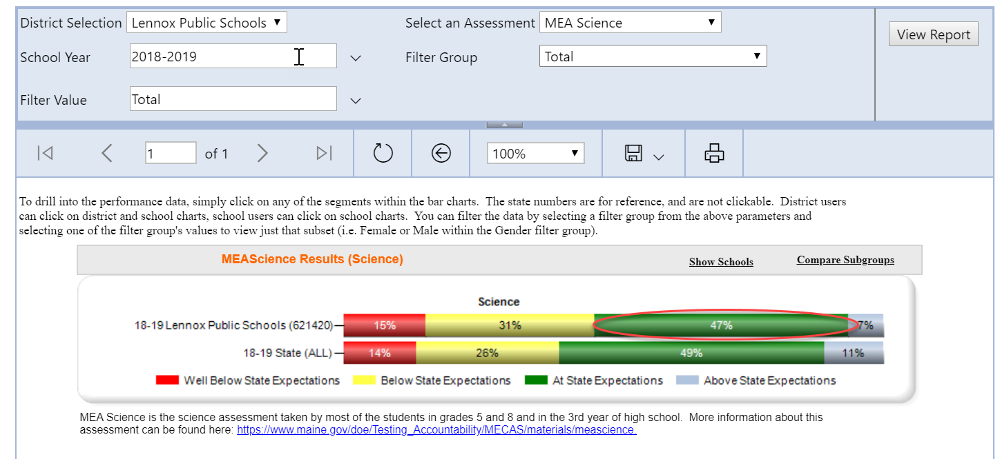 District Selection Lennox Public Schools Select an Assessment MEA Science View Report
School Year 2018-2019 Filter Group Total
Filter Value Total
1 of 1 100%
To drill into the performance data, simply click on any of the segments within the bar charts. The state numbers are for reference, and are not clickable. District users
can click on district and school charts, school users can click on school charts. You can filter the data by selecting a filter group from the above parameters and
selecting one of the filter group's values to view just that subset (i.e. Female or Male within the Gender filter group).
MEAScience Results (Science) Show Schools Compare Subgroups
Science
18-19 Lennox Public Schools (621420) 15% 31% 47% 7%
18-19 State (ALL) 14% 26% 49% 11%
Well Below State Expectations Below State Expectations At State Expectations Above State Expectations
MEA Science is the science assessment taken by most of the students in grades 5 and 8 and in the 3rd year of high school. More information about this
assessment can be found here: https://www.maine.gov/doe/Testing_Accountability/MECAS/materials/meascience.